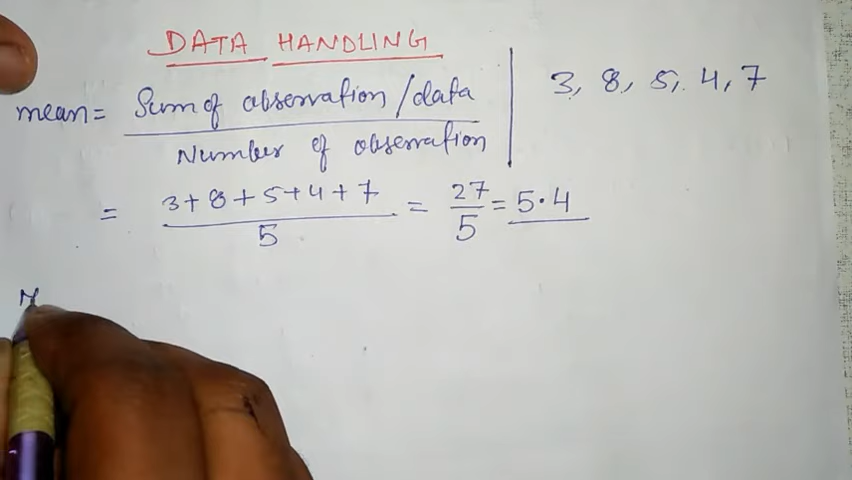 DATA HANDLING
mean = Sum of observation/data | 3, 8, 5, 4, 7
Number of observation
= 3+8+5+4+7 = 27 = 5.4
5 5
M